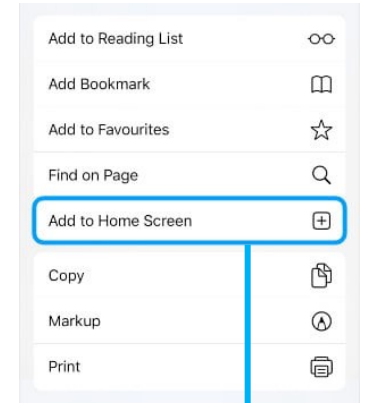 Add to Reading List
Add Bookmark
Add to Favourites
Find on Page
Add to Home Screen
Copy
Markup
Print